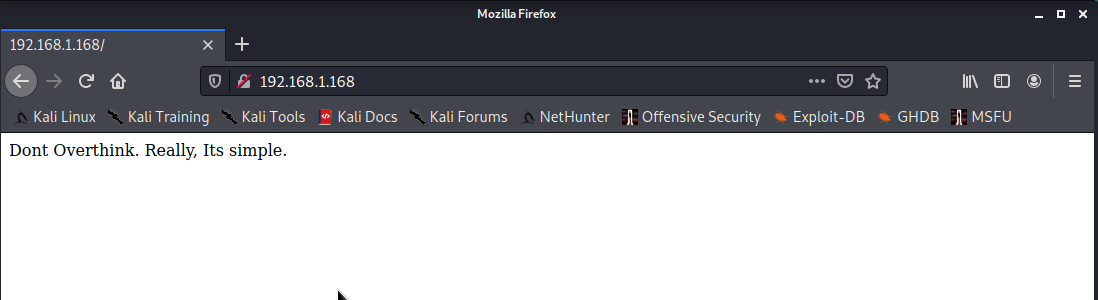 Mozilla Firefox
192.168.1.168/
192.168.1.168
Kali Linux Kali Training Kali Tools Kali Docs Kali Forums NetHunter Offensive Security Exploit-DB GHDB MSFU
Dont Overthink. Really, Its simple.